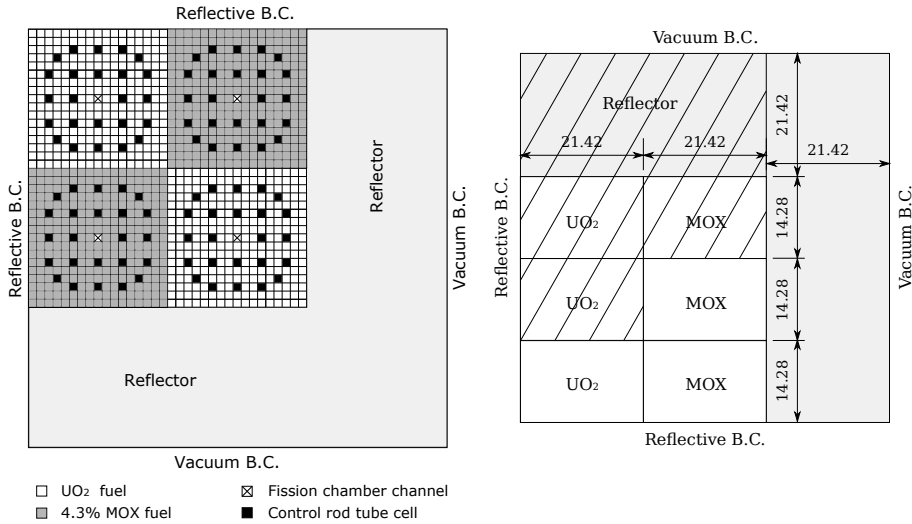 Reflective B.C.
Reflective B.C.
Reflector
Vacuum B.C.
Reflector
Vacuum B.C.
UO₂ fuel
Fission chamber channel
4.3% MOX fuel
Control rod tube cell
Vacuum B.C.
Reflector
21.42
21.42
21.42
21.42
Reflective B.C.
Vacuum B.C.
UO₂
MOX
14.28
UO₂
MOX
14.28
UO₂
MOX
14.28
Reflective B.C.